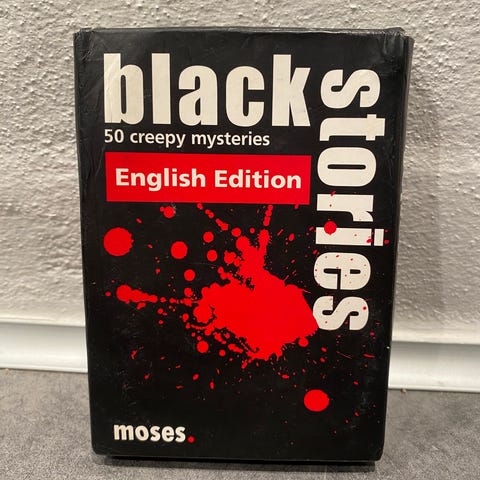 black
stories
50 creepy mysteries
English Edition
moses.